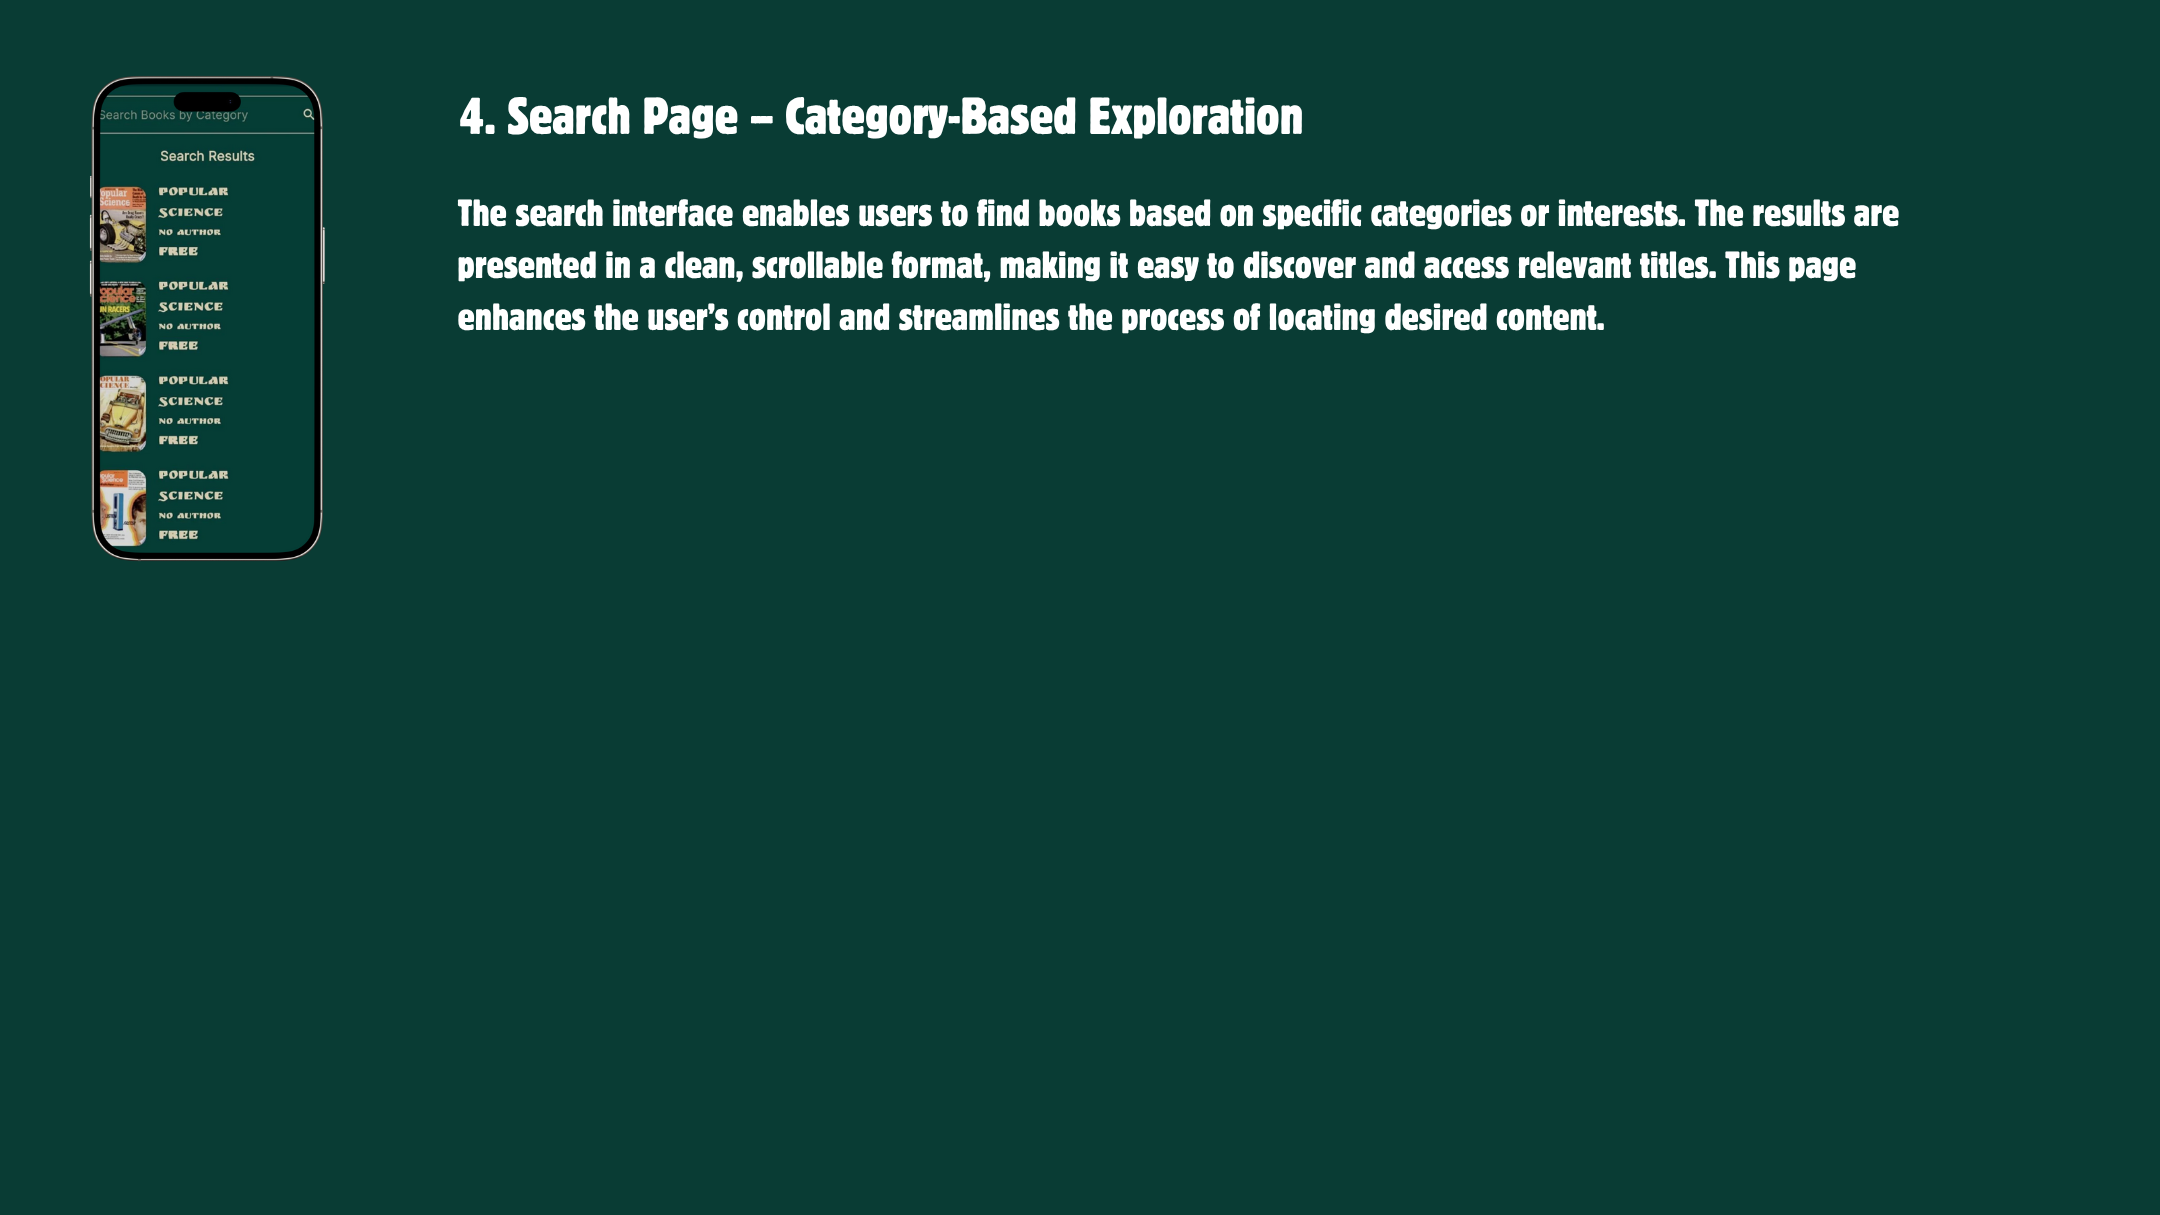 Search Books by Category
Search Results
Popular
Science
POPULAR
SCIENCE
NO AUTHOR
FREE
Popular
Science
POPULAR
SCIENCE
NO AUTHOR
FREE
POPULAR
SCIENCE
NO AUTHOR
FREE
POPULAR
SCIENCE
NO AUTHOR
FREE
4. Search Page – Category-Based Exploration
The search interface enables users to find books based on specific categories or interests. The results are
presented in a clean, scrollable format, making it easy to discover and access relevant titles. This page
enhances the user’s control and streamlines the process of locating desired content.